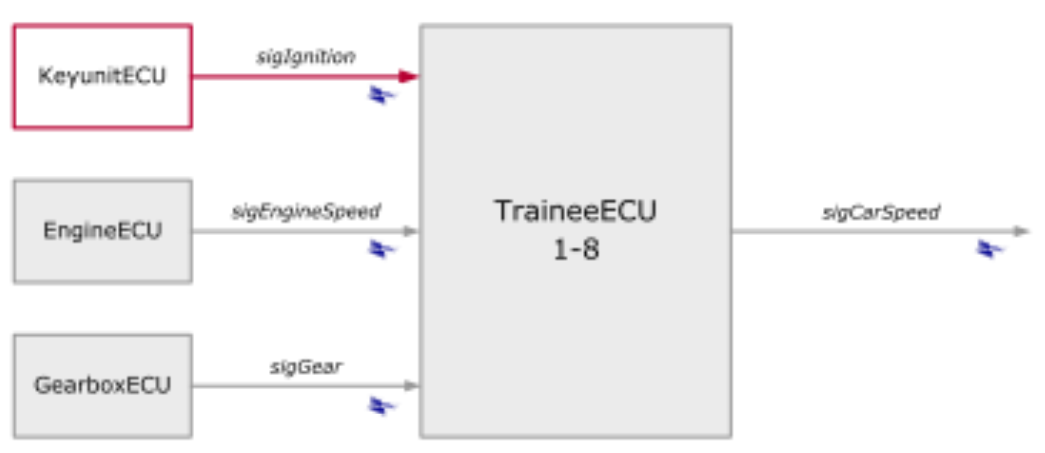 KeyunitECU
sigIgnition
EngineECU
sigEngineSpeed
GearboxECU
sigGear
TraineeECU
1-8
sigCarSpeed